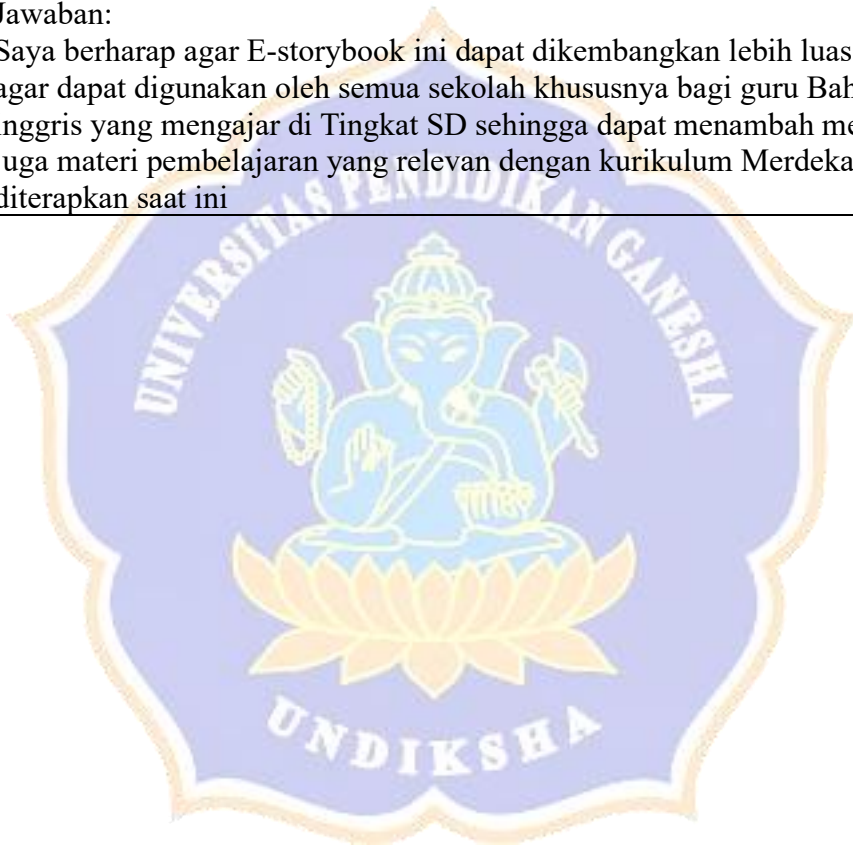 Jawaban:
Saya berharap agar E-storybook ini dapat dikembangkan lebih luas
agar dapat digunakan oleh semua sekolah khususnya bagi guru
Inggris yang mengajar di Tingkat SD sehingga dapat menambah
juga materi pembelajaran yang relevan dengan kurikulum Merdeka
diterapkan saat ini
UNIVERSITAS PENDIDIKAN GANESHA
UNDIKSHA